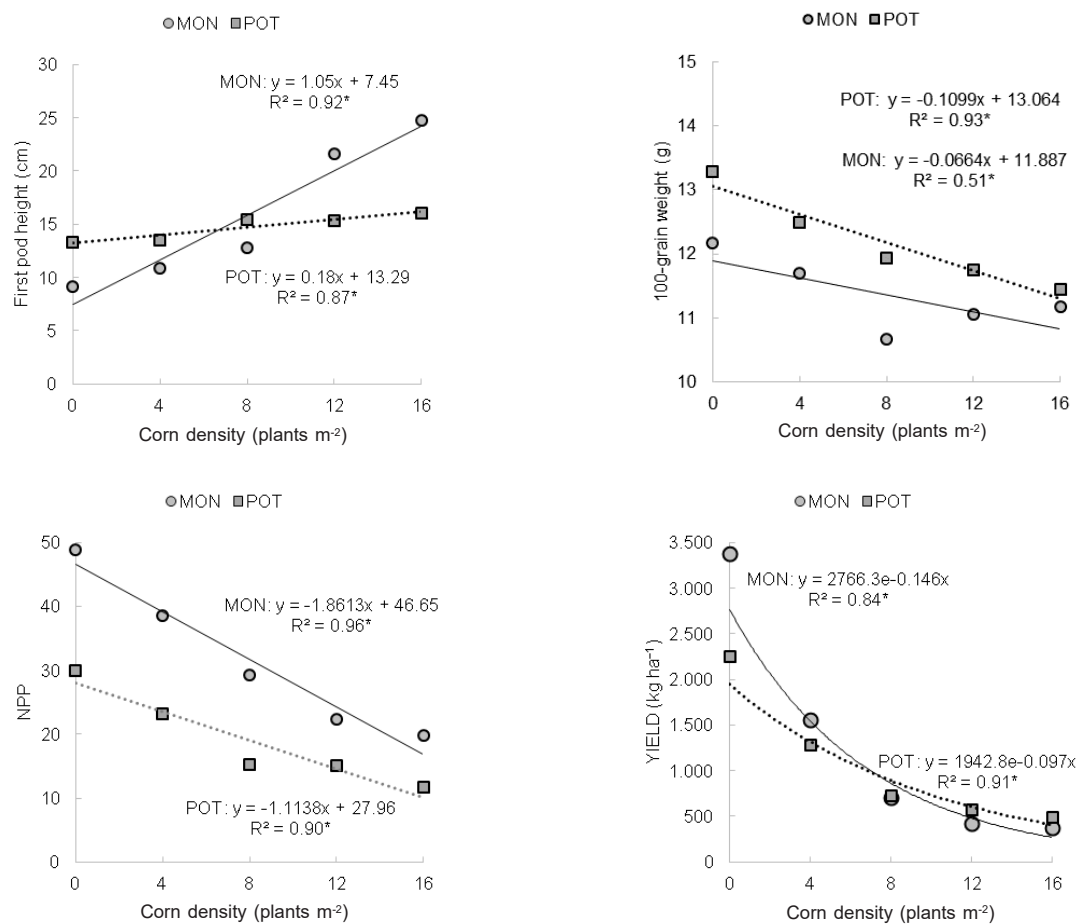 MON POT
First pod height (cm)
30
25
20
15
10
5
0
MON: y = 1.05x + 7.45
R² = 0.92*
POT: y = 0.18x + 13.29
R² = 0.87*
0 4 8 12 16
Corn density (plants m-2)
MON POT
100-grain weight (g)
15
14
13
12
11
10
POT: y = -0.1099x + 13.064
R² = 0.93*
MON: y = -0.0664x + 11.887
R² = 0.51*
0 4 8 12 16
Corn density (plants m-2)
MON POT
NPP
50
40
30
20
10
0
MON: y = -1.8613x + 46.65
R² = 0.96*
POT: y = -1.1138x + 27.96
R² = 0.90*
0 4 8 12 16
Corn density (plants m-2)
MON POT
YIELD (kg ha⁻¹)
3.500
3.000
2.500
2.000
1.500
1.000
500
0
MON: y = 2766.3e-0.146x
R² = 0.84*
POT: y = 1942.8e-0.097x
R² = 0.91*
0 4 8 12 16
Corn density (plants m-2)